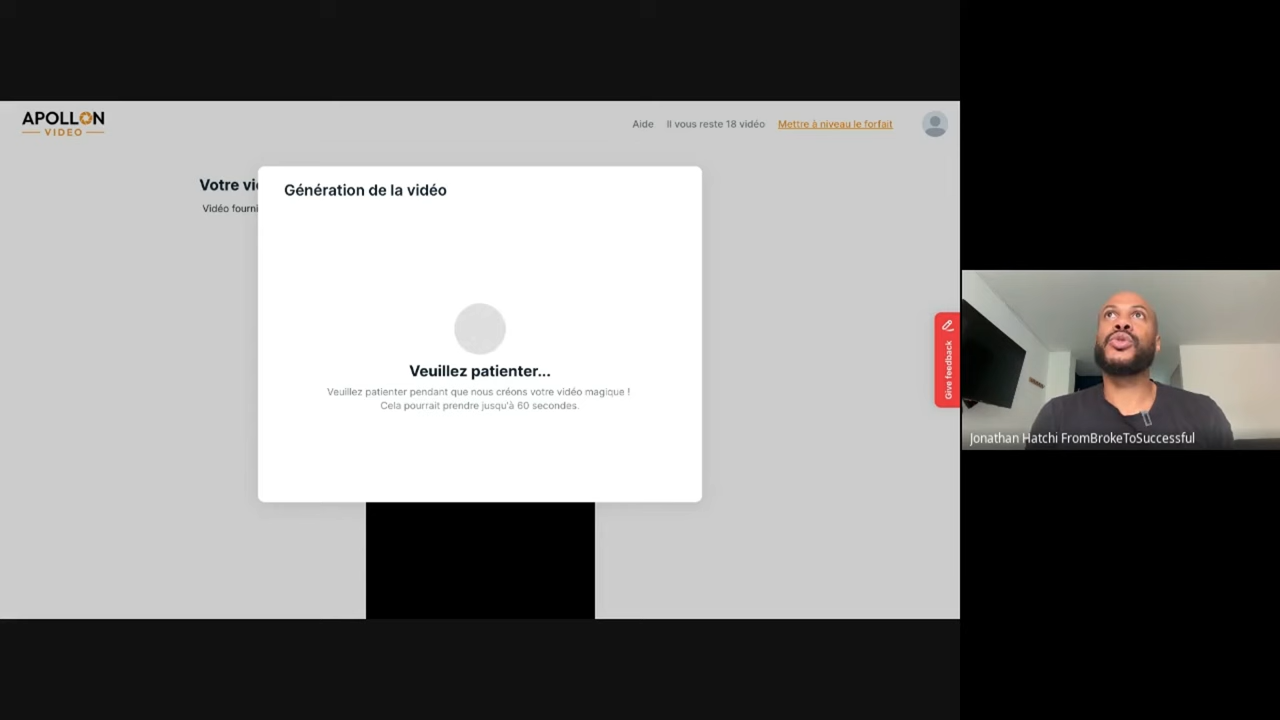 APOLLON
VIDEO
Aide
Il vous reste 18 vidéo
Mettre à niveau le forfait
Votre vi
Génération de la vidéo
Vidéo fourni
Veuillez patienter...
Veuillez patienter pendant que nous créons votre vidéo magique !
Cela pourrait prendre jusqu'à 60 secondes.
Give feedback
Jonathan Hatchi FromBrokeToSuccessful